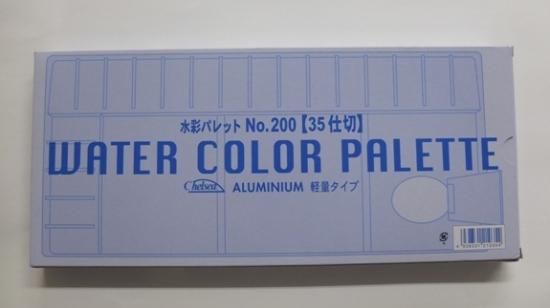 水彩パレット No.200【35仕切】
WATER COLOR PALETTE
Chelsea ALUMINIUM 軽量タイプ